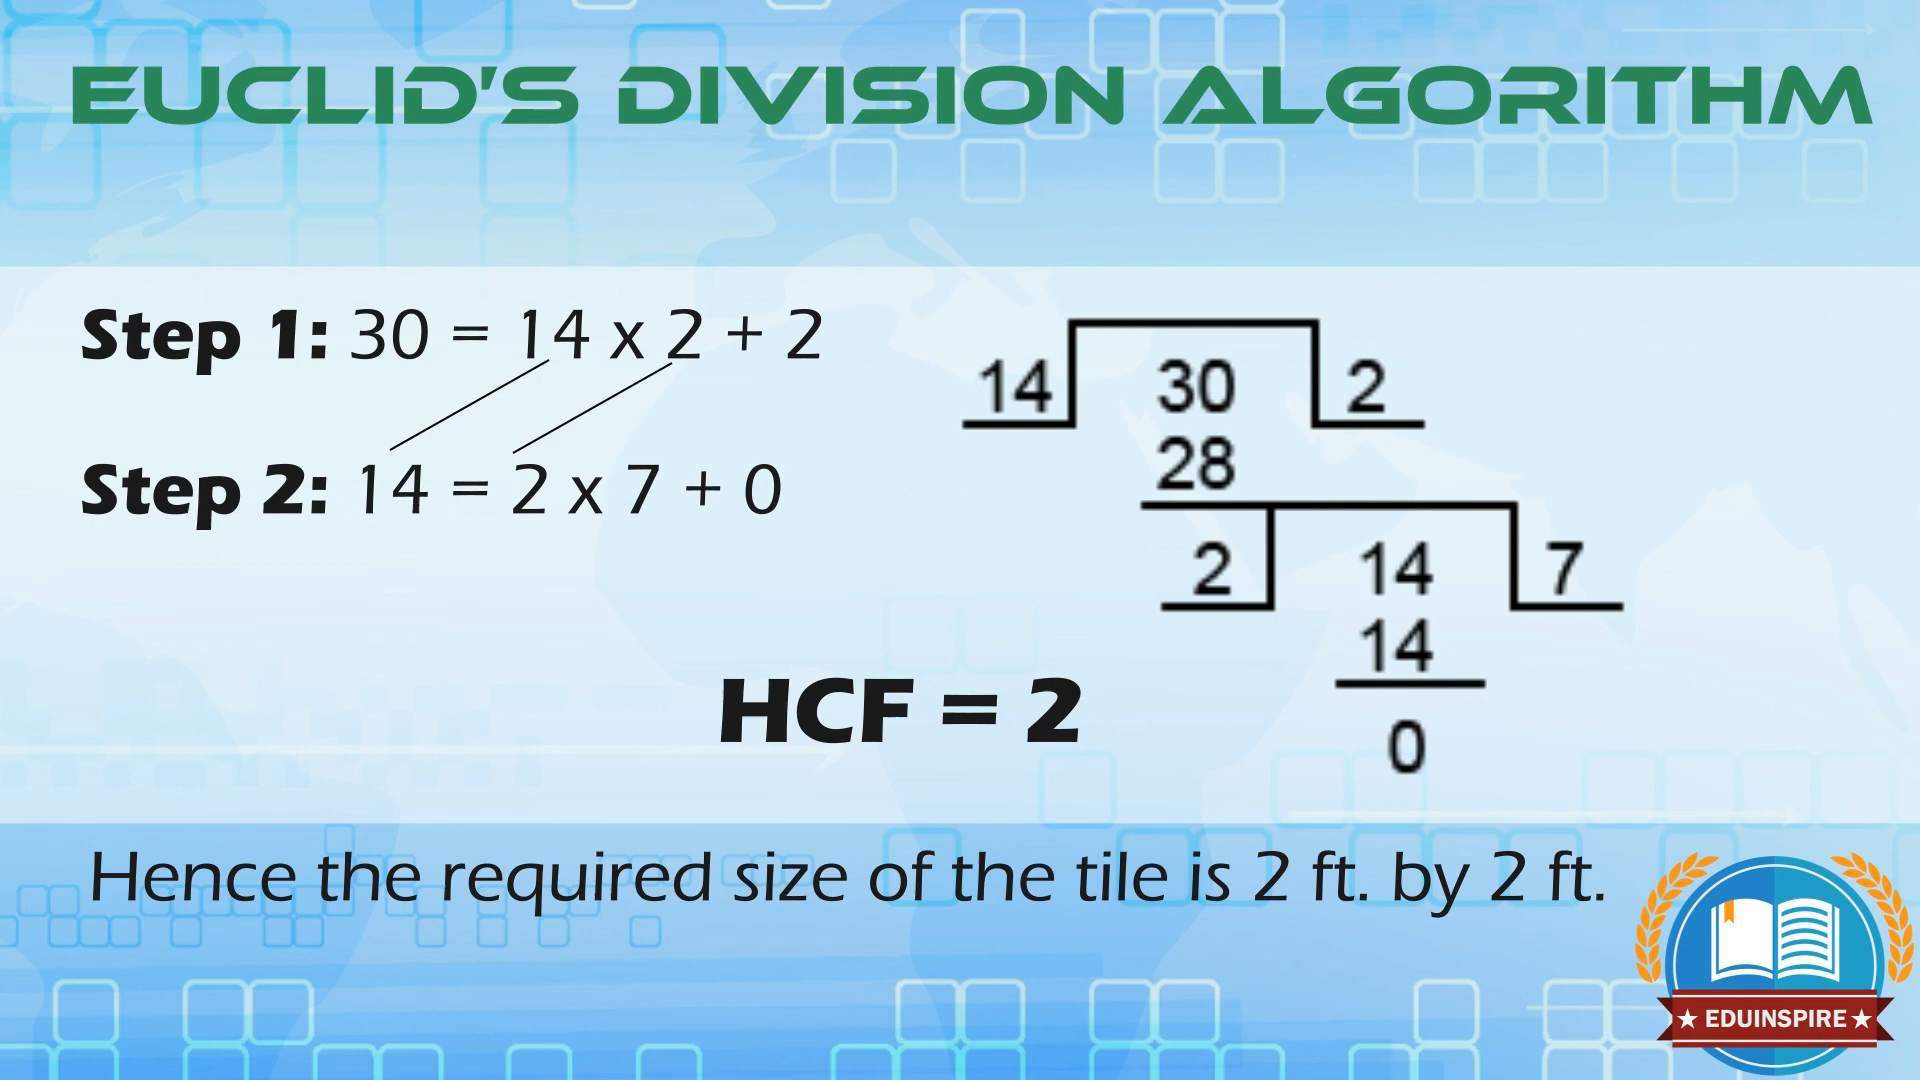 EUCLID'S DIVISION ALGORITHM
Step 1: 30 = 14 x 2 + 2
Step 2: 14 = 2 x 7 + 0
14 30 2
28
2 14 7
14
0
HCF = 2
Hence the required size of the tile is 2 ft. by 2 ft.
EDUINSPIRE